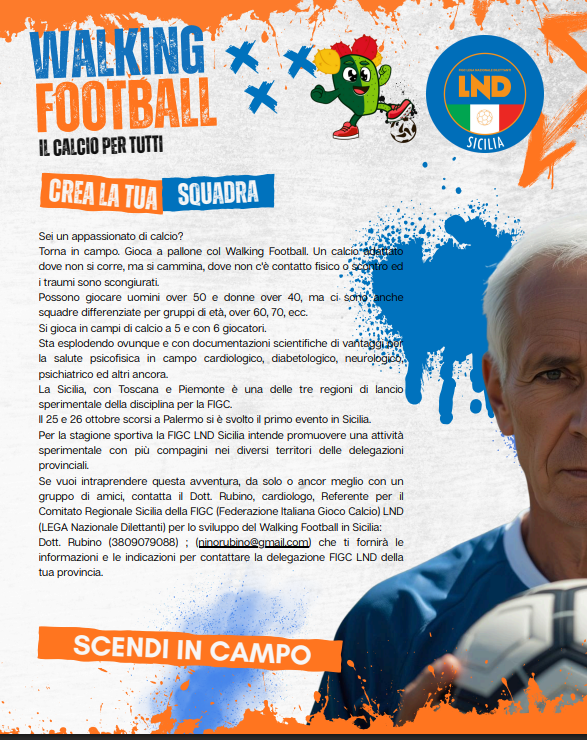 WALKING
FOOTBALL
IL CALCIO PER TUTTI
LND
SICILIA
CREA LA TUA SQUADRA
Sei un appassionato di calcio?
Torna in campo. Gioca a pallone col Walking Football. Un calcio adattato
dove non si corre, ma si cammina, dove non c'è contatto fisico o scontro ed
i traumi sono scongiurati.
Possono giocare uomini over 50 e donne over 40, ma ci sono anche
squadre differenziate per gruppi di età, over 60, 70, ecc.
Si gioca in campi di calcio a 5 e con 6 giocatori.
Sta esplodendo ovunque e con documentazioni scientifiche di vantaggi per
la salute psicofisica in campo cardiologico, diabetologico, neurologico,
psichiatrico ed altri ancora.
La Sicilia, con Toscana e Piemonte è una delle tre regioni di lancio
sperimentale della disciplina per la FIGC.
Il 25 e 26 ottobre scorsi a Palermo si è svolto il primo evento in Sicilia.
Per la stagione sportiva la FIGC LND Sicilia intende promuovere una attività
sperimentale con più compagini nei diversi territori delle delegazioni
provinciali.
Se vuoi intraprendere questa avventura, da solo o ancor meglio con un
gruppo di amici, contatta il Dott. Rubino, cardiologo, Referente per il
Comitato Regionale Sicilia della FIGC (Federazione Italiana Gioco Calcio) LND
(LEGA Nazionale Dilettanti) per lo sviluppo del Walking Football in Sicilia:
Dott. Rubino (3809079088) ; (ninorubino@gmail.com) che ti fornirà le
informazioni e le indicazioni per contattare la delegazione FIGC LND della
tua provincia.
SCENDI IN CAMPO